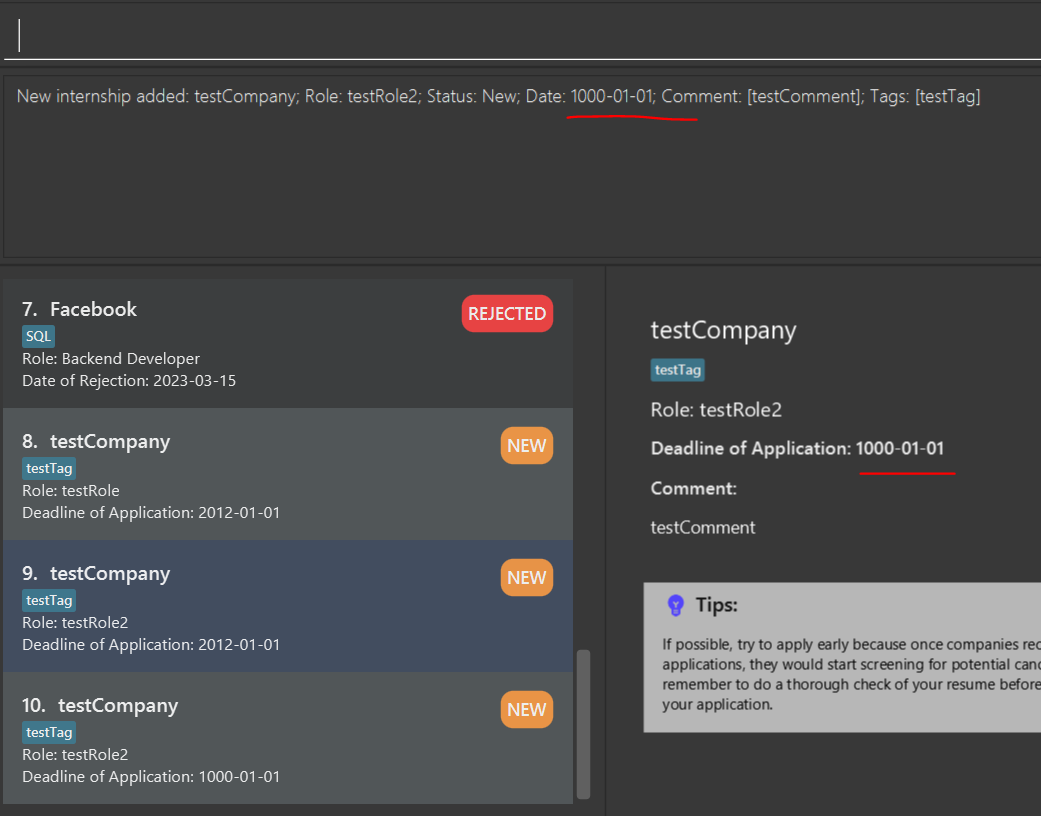 New internship added: testCompany; Role: testRole2; Status: New; Date: 1000-01-01; Comment: [testComment]; Tags: [testTag]
7. Facebook
REJECTED
SQL
Role: Backend Developer
Date of Rejection: 2023-03-15
8. testCompany
NEW
testTag
Role: testRole
Deadline of Application: 2012-01-01
9. testCompany
NEW
testTag
Role: testRole2
Deadline of Application: 2012-01-01
10. testCompany
NEW
testTag
Role: testRole2
Deadline of Application: 1000-01-01
testCompany
testTag
Role: testRole2
Deadline of Application: 1000-01-01
Comment:
testComment
Tips:
If possible, try to apply early because once companies
applications, they would start screening for potential
remember to do a thorough check of your resume before
your application.